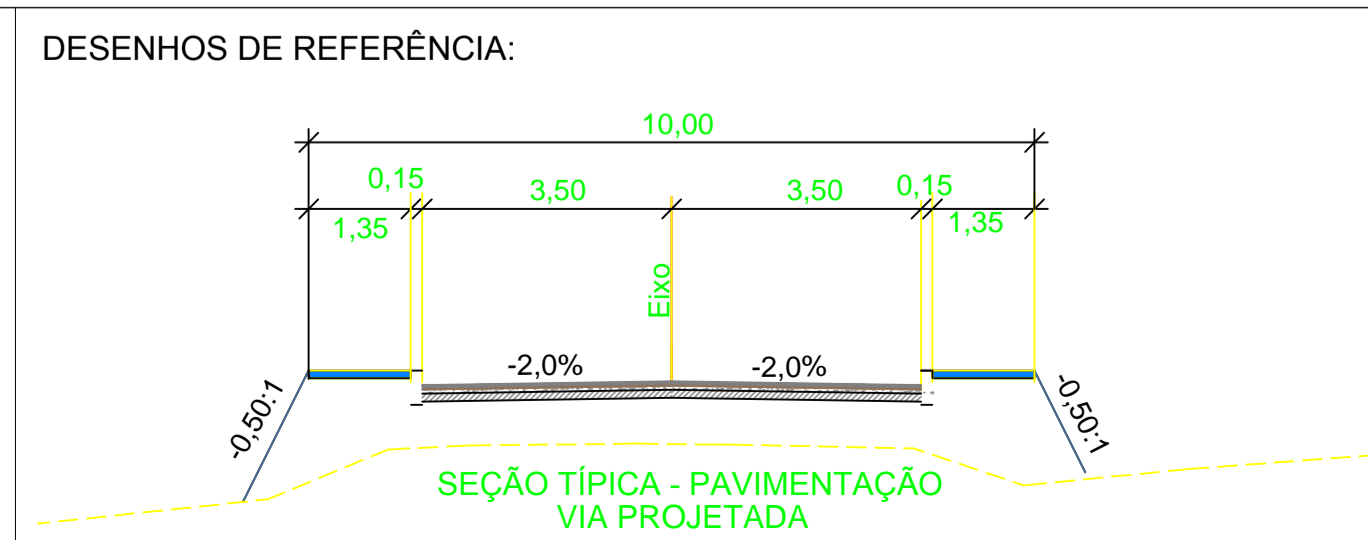 DESENHOS DE REFERÊNCIA:
10,00
0,15
3,50
3,50
0,15
1,35
1,35
Eixo
-2,0%
-2,0%
-0,50:1
-0,50:1
SEÇÃO TÍPICA - PAVIMENTAÇÃO
VIA PROJETADA